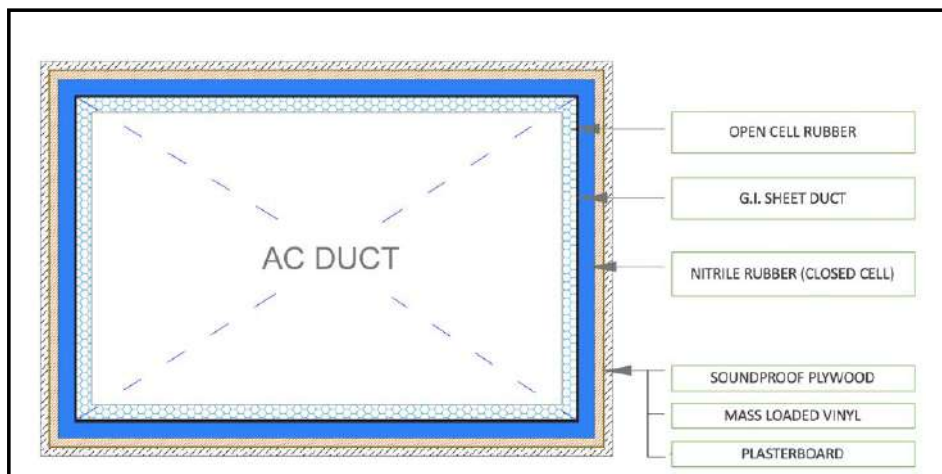 OPEN CELL RUBBER
G.I. SHEET DUCT
AC DUCT
NITRILE RUBBER (CLOSED CELL)
SOUNDPROOF PLYWOOD
MASS LOADED VINYL
PLASTERBOARD